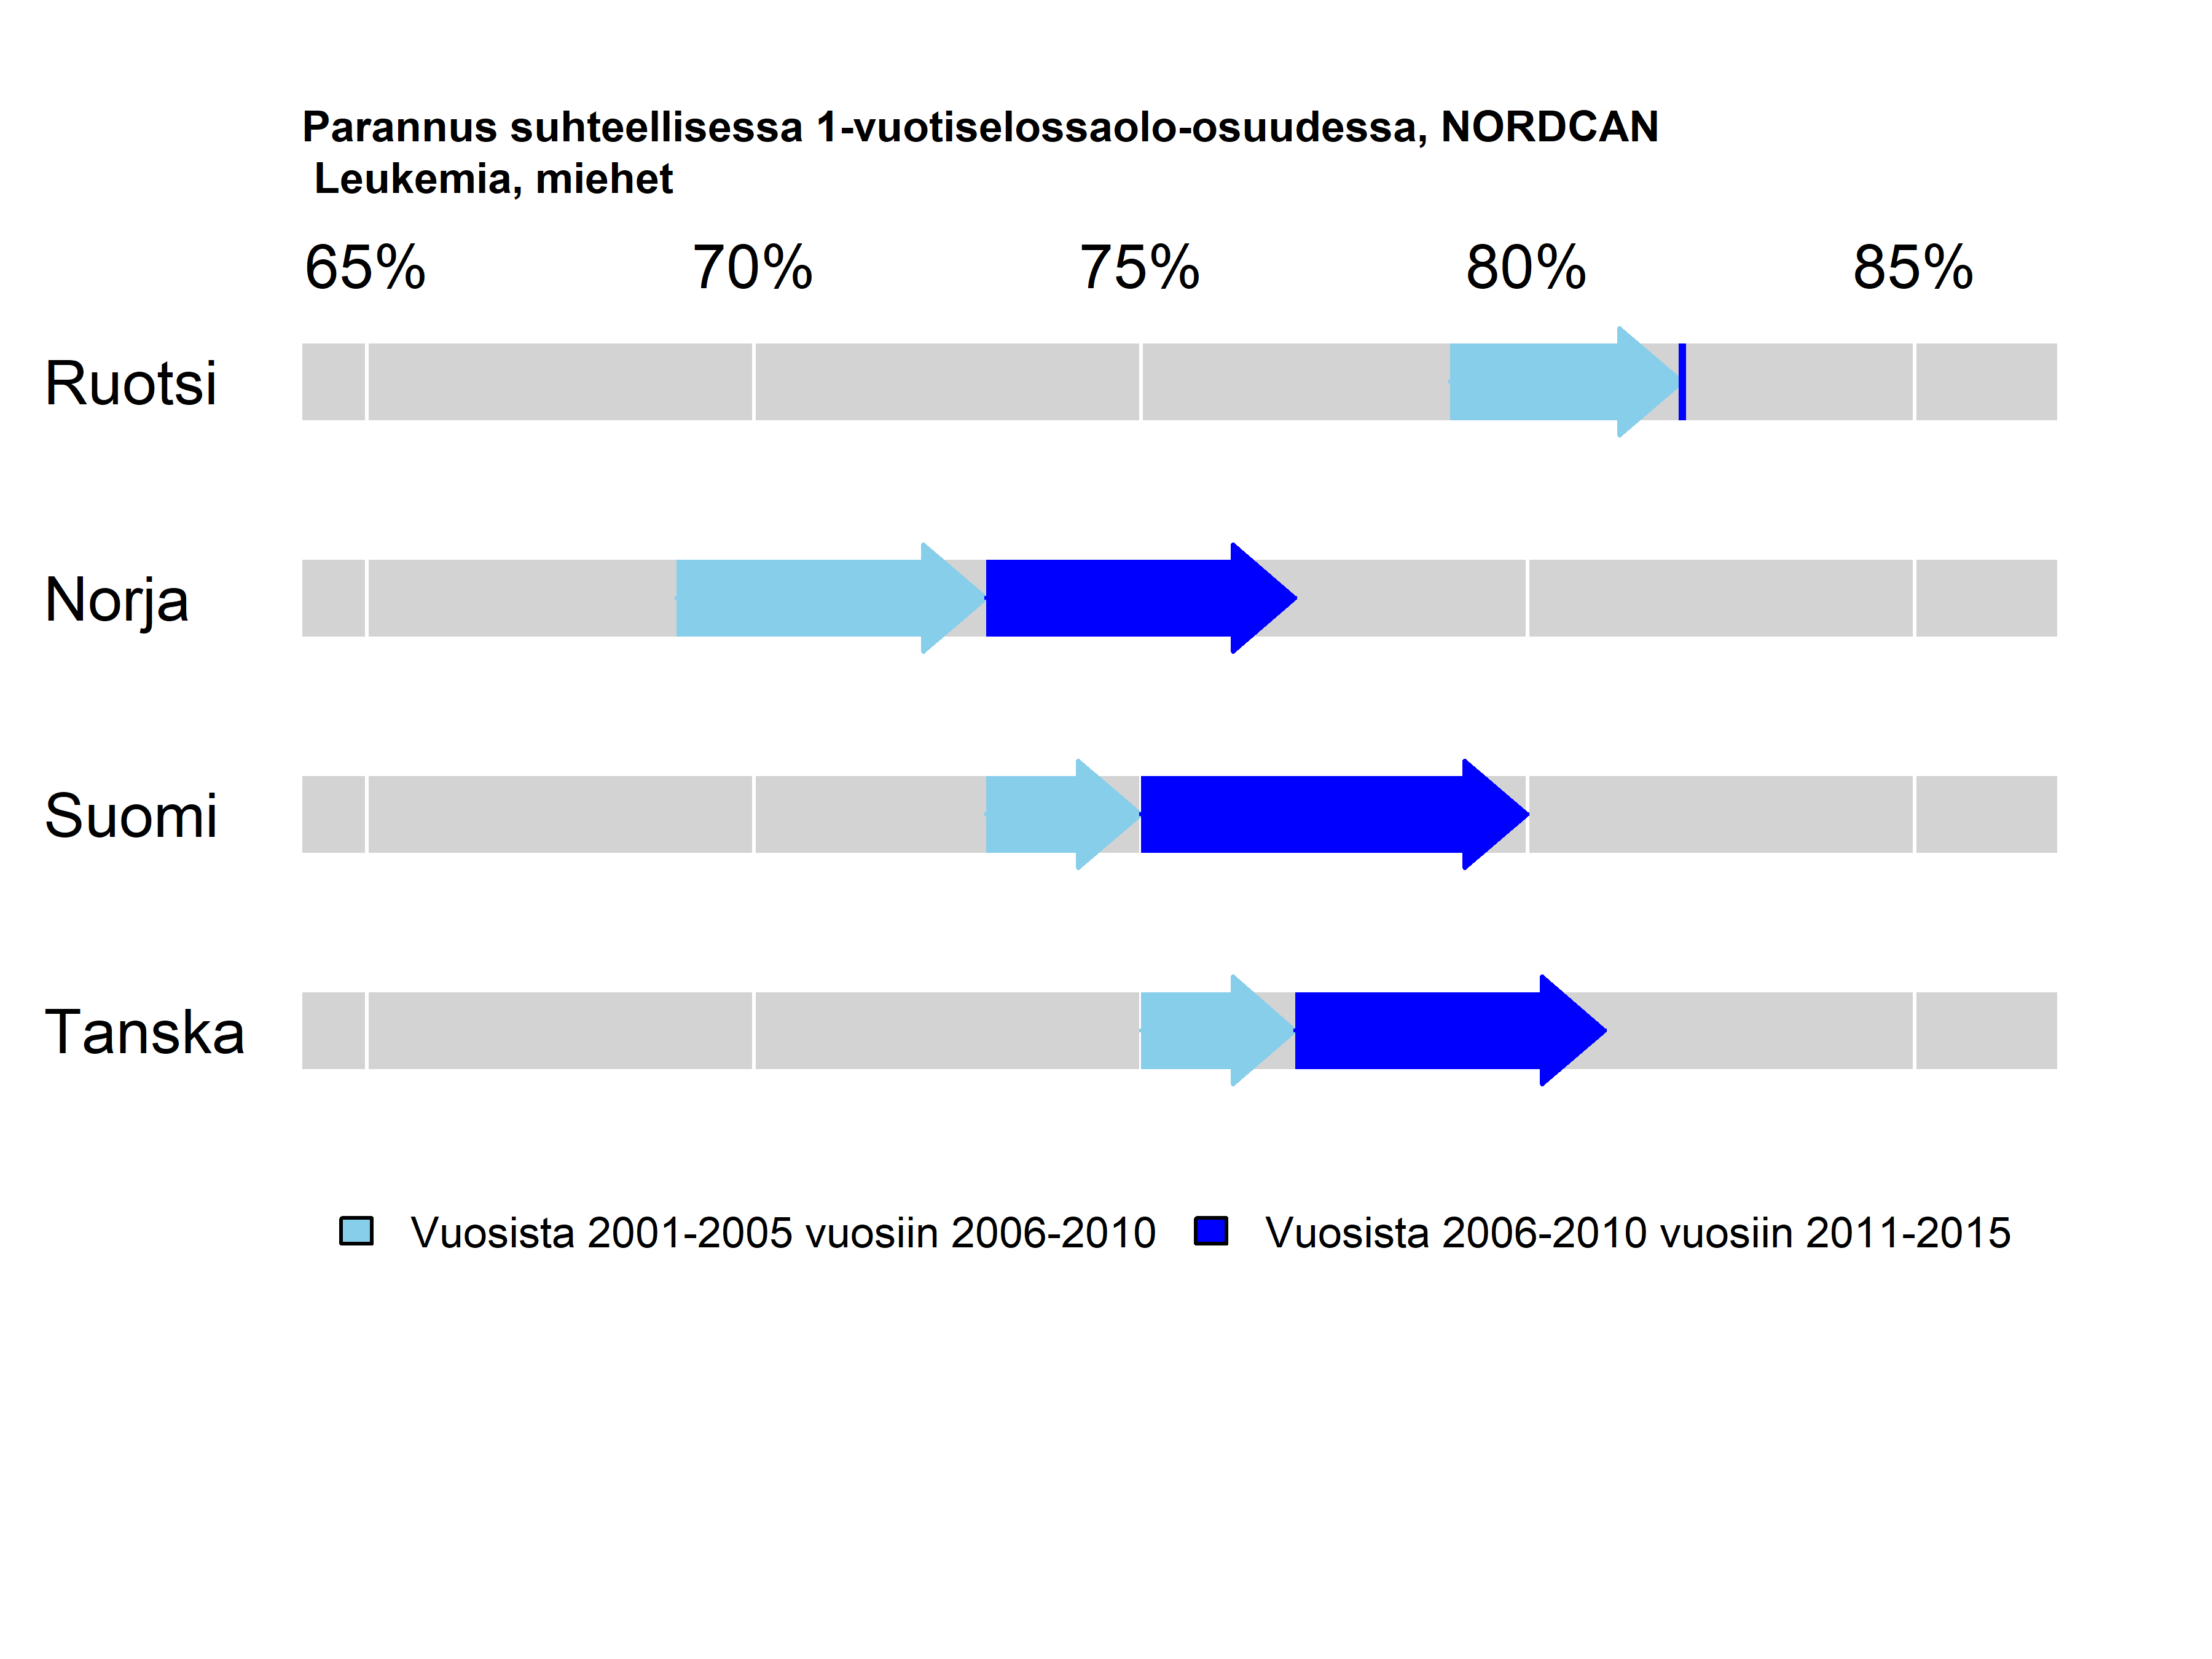 Parannus suhteellisessa 1-vuotiselossaolo-osuudessa, NORDCAN
Leukemia, miehet
65% 70% 75% 80% 85%
Ruotsi
Norja
Suomi
Tanska
Vuosista 2001-2005 vuosiin 2006-2010 Vuosista 2006-2010 vuosiin 2011-2015